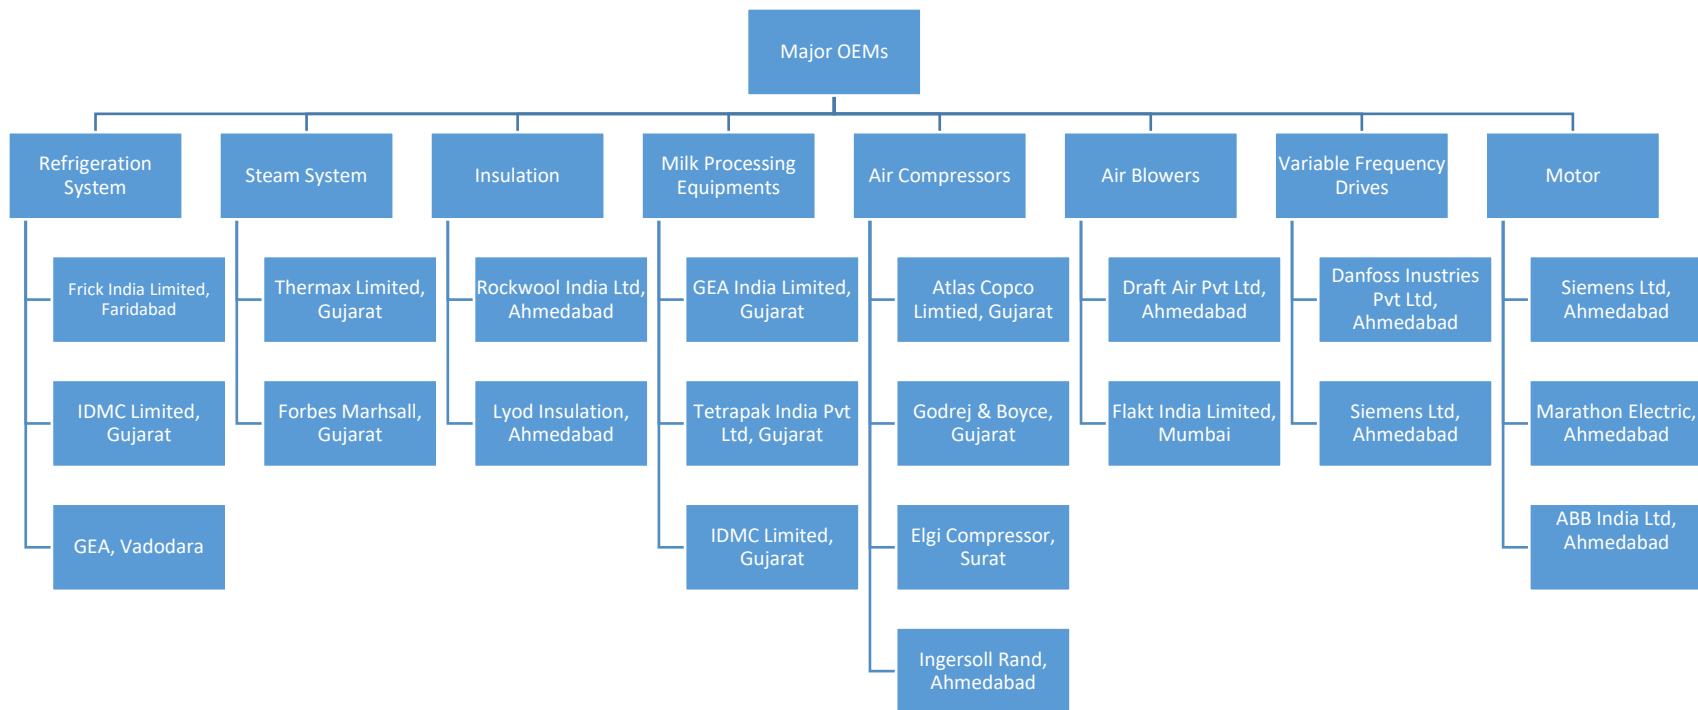 Major OEMs
Refrigeration
System
Steam System
Insulation
Milk Processing
Equipments
Air Compressors
Air Blowers
Variable Frequency
Drives
Motor
Frick India Limited,
Faridabad
IDMC Limited,
Gujarat
GEA, Vadodara
Thermax Limited,
Gujarat
Forbes Marhsall,
Gujarat
Rockwool India Ltd,
Ahmedabad
Lyod Insulation,
Ahmedabad
GEA India Limited,
Gujarat
Tetrapak India Pvt
Ltd, Gujarat
IDMC Limited,
Gujarat
Atlas Copco
Limtied, Gujarat
Godrej & Boyce,
Gujarat
Elgi Compressor,
Surat
Ingersoll Rand,
Ahmedabad
Draft Air Pvt Ltd,
Ahmedabad
Flakt India Limited,
Mumbai
Danfoss Inustries
Pvt Ltd,
Ahmedabad
Siemens Ltd,
Ahmedabad
Siemens Ltd,
Ahmedabad
Marathon Electric,
Ahmedabad
ABB India Ltd,
Ahmedabad